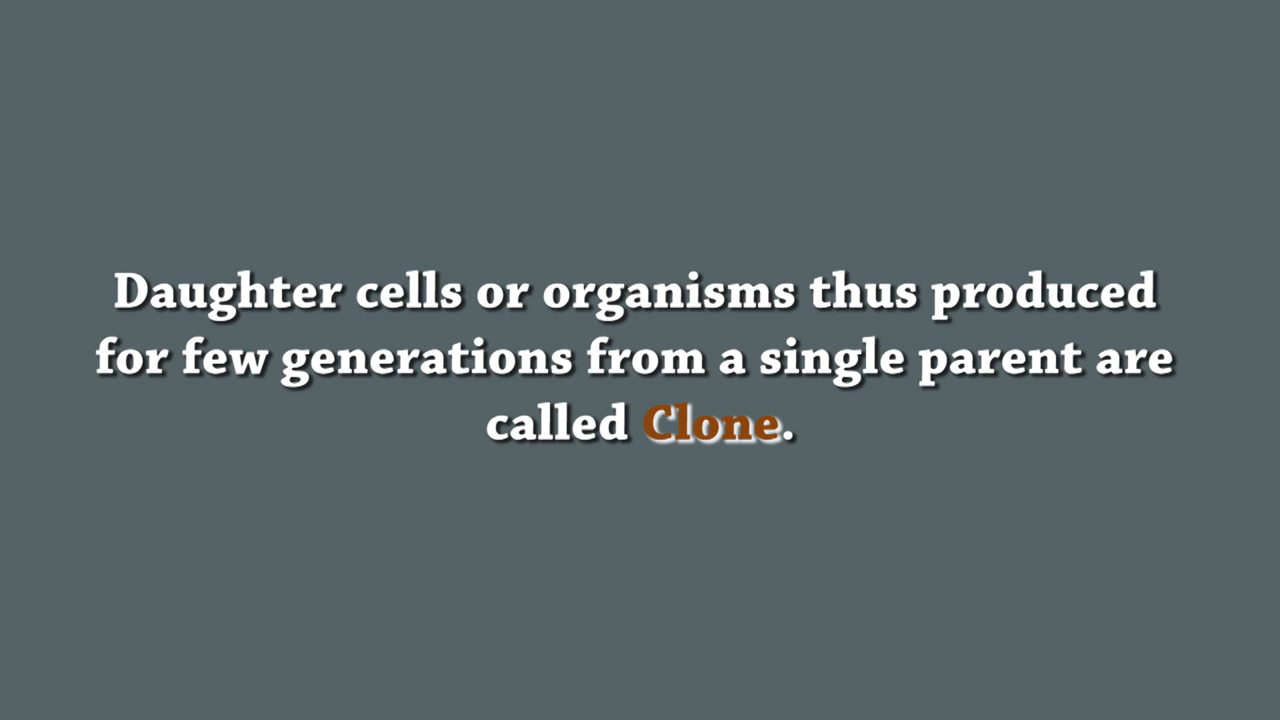 Daughter cells or organisms thus produced
for few generations from a single parent are
called Clone.